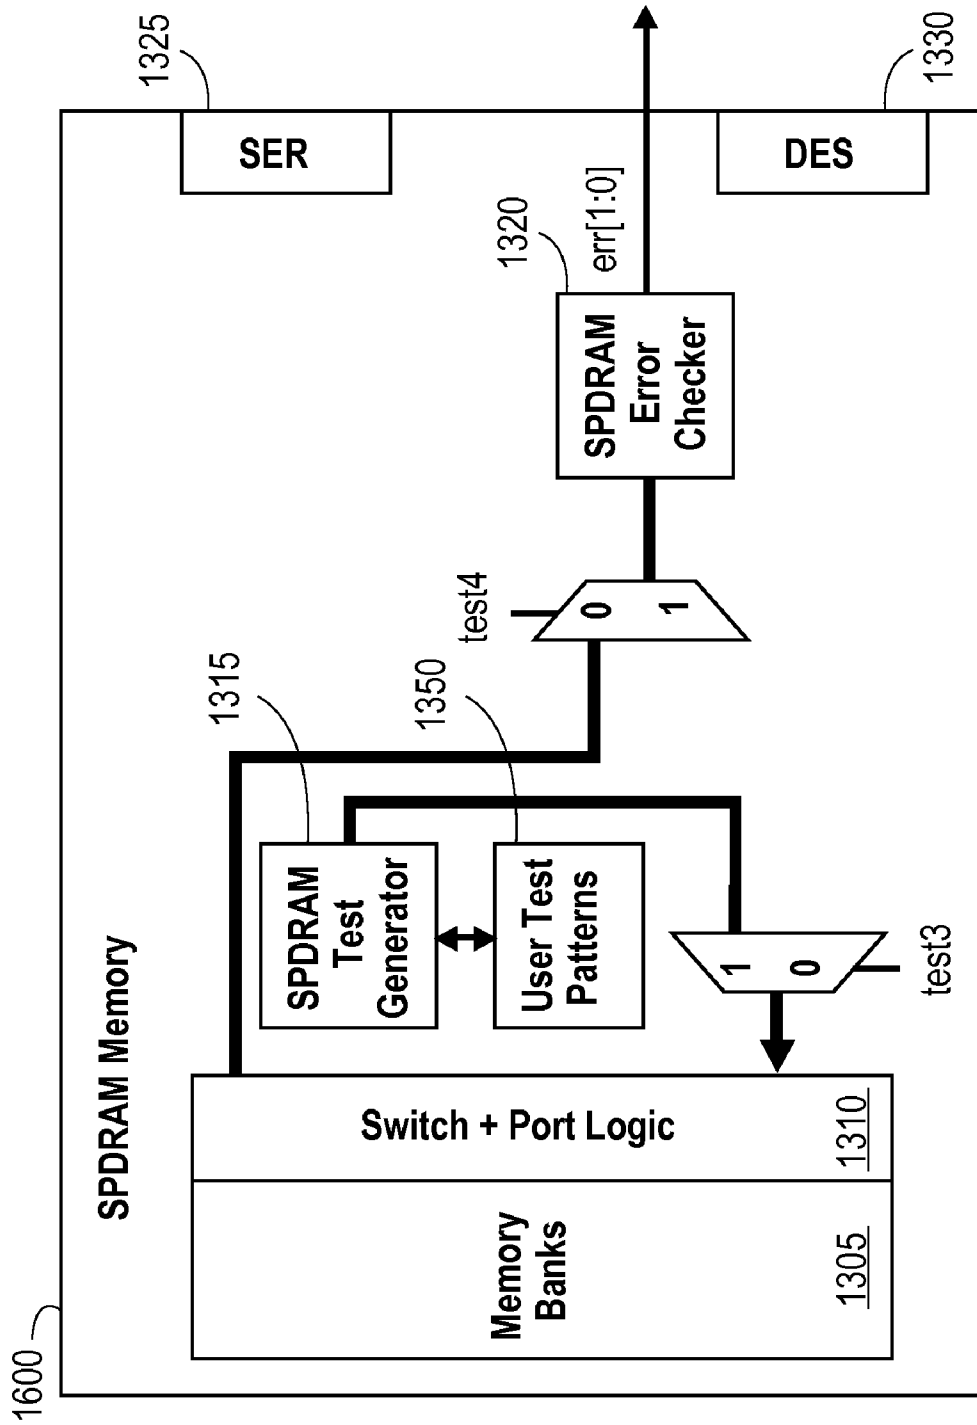 1600
SPDRAM Memory
1325
SER
1315
SPDRAM
Test
Generator
1350
User Test
Patterns
Memory
Banks
1305
Switch + Port Logic
1310
test4
0
1
1320
SPDRAM
Error
Checker
err[1:0]
1
0
test3
DES
1330